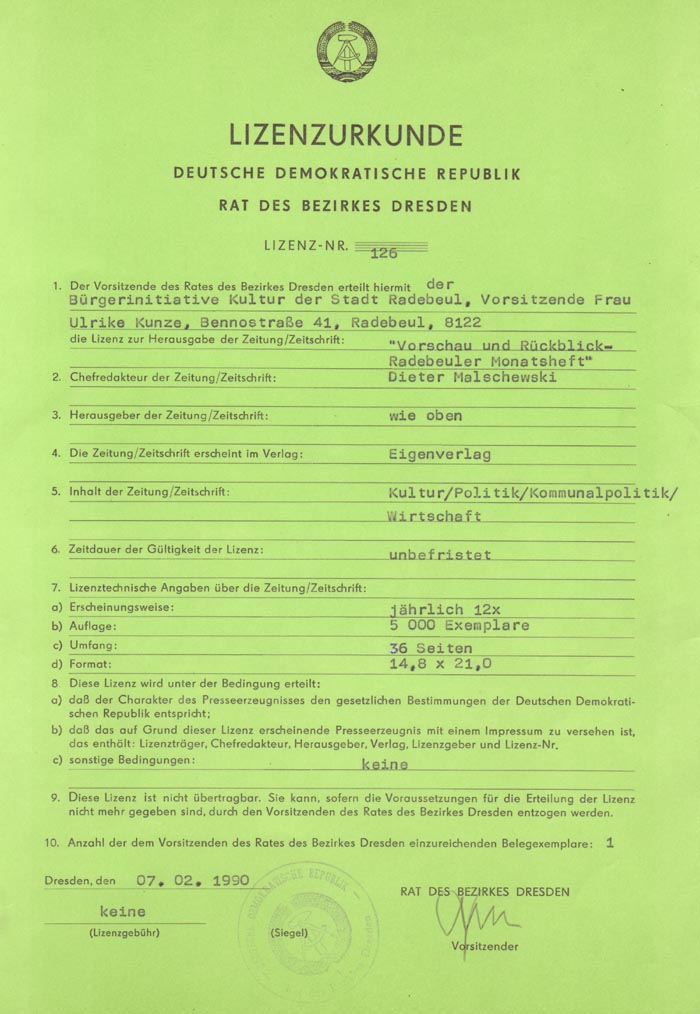 LIZENZURKUNDE
DEUTSCHE DEMOKRATISCHE REPUBLIK
RAT DES BEZIRKES DRESDEN
LIZENZ-NR. 126
1. Der Vorsitzende des Rates des Bezirkes Dresden erteilt hiermit der
Bürgerinitiative Kultur der Stadt Radebeul, Vorsitzende Frau
Ulrike Kunze, Bennostraße 41, Radebeul, 8122
die Lizenz zur Herausgabe der Zeitung/Zeitschrift: "Vorschau und Rückblick-
Radebeuler Monatsheft"
2. Chefredakteur der Zeitung/Zeitschrift: Dieter Malschewski
3. Herausgeber der Zeitung/Zeitschrift: wie oben
4. Die Zeitung/Zeitschrift erscheint im Verlag: Eigenverlag
5. Inhalt der Zeitung/Zeitschrift: Kultur/Politik/Kommunalpolitik/
Wirtschaft
6. Zeitdauer der Gültigkeit der Lizenz: unbefristet
7. Lizenztechnische Angaben über die Zeitung/Zeitschrift:
a) Erscheinungsweise: jährlich 12x
b) Auflage: 5 000 Exemplare
c) Umfang: 36 Seiten
d) Format: 14,8 x 21,0
8 Diese Lizenz wird unter der Bedingung erteilt:
a) daß der Charakter des Presseerzeugnisses den gesetzlichen Bestimmungen der Deutschen Demokrati-
schen Republik entspricht;
b) daß das auf Grund dieser Lizenz erscheinende Presseerzeugnis mit einem Impressum zu versehen ist,
das enthält: Lizenzträger, Chefredakteur, Herausgeber, Verlag, Lizenzgeber und Lizenz-Nr.
c) sonstige Bedingungen: keine
9. Diese Lizenz ist nicht übertragbar. Sie kann, sofern die Voraussetzungen für die Erteilung der Lizenz
nicht mehr gegeben sind, durch den Vorsitzenden des Rates des Bezirkes Dresden entzogen werden.
10. Anzahl der dem Vorsitzenden des Rates des Bezirkes Dresden einzureichenden Belegexemplare: 1
Dresden, den 07. 02. 1990
RAT DES BEZIRKES DRESDEN
keine
(Lizenzgebühr) (Siegel) Vorsitzender
DEMOKRATISCHE REPUBLIK